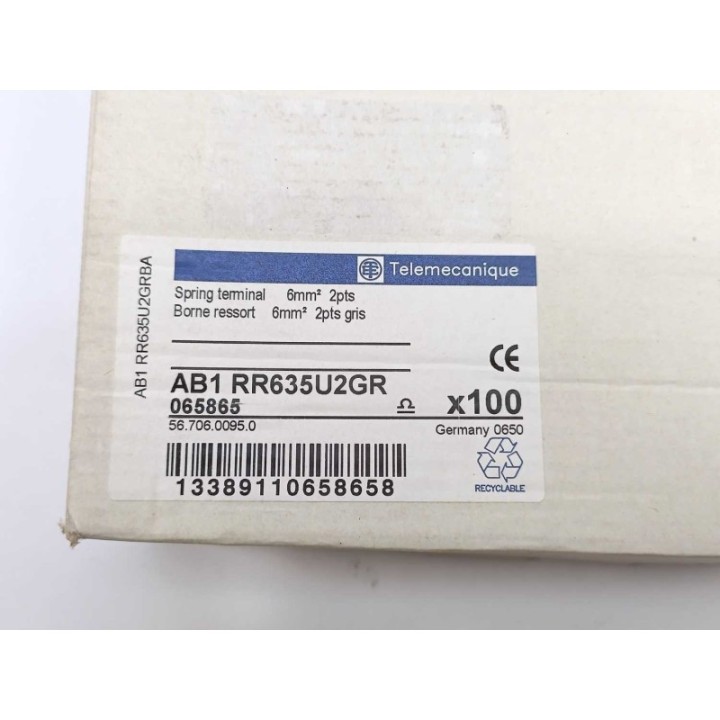 AB1 RR635U2GRBA
Telemecanique
Spring terminal 6mm² 2pts
Borne ressort 6mm² 2pts gris
CE
AB1 RR635U2GR
065865
x100
56.706.0095.0
Germany 0650
13389110658658
RECYCLABLE